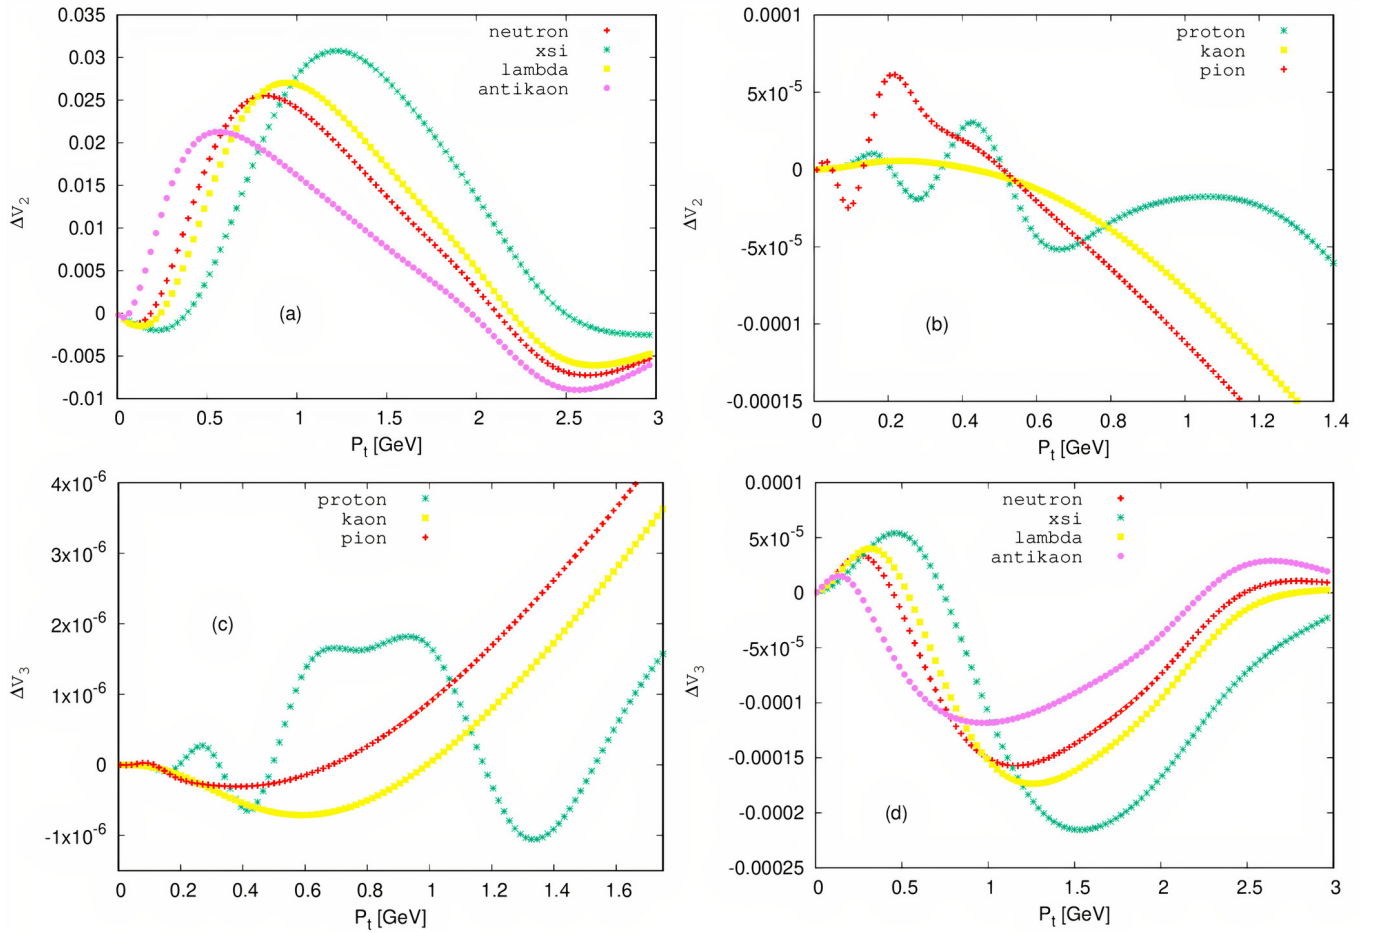 0.035
0.03
0.025
0.02
0.015
0.01
0.005
0
-0.005
-0.01
ΔV₂
neutron
xsi
lambda
antikaon
(a)
0 0.5 1 1.5 2 2.5 3
Pₜ [GeV]
0.0001
5x10⁻⁵
0
-5x10⁻⁵
-0.0001
-0.00015
ΔV₂
proton
kaon
pion
(b)
0 0.2 0.4 0.6 0.8 1 1.2 1.4
Pₜ [GeV]
4x10⁻⁶
3x10⁻⁶
2x10⁻⁶
1x10⁻⁶
0
-1x10⁻⁶
ΔV₃
proton
kaon
pion
(c)
0 0.2 0.4 0.6 0.8 1 1.2 1.4 1.6
Pₜ [GeV]
0.0001
5x10⁻⁵
0
-5x10⁻⁵
-0.0001
-0.00015
-0.0002
-0.00025
ΔV₃
neutron
xsi
lambda
antikaon
(d)
0 0.5 1 1.5 2 2.5 3
Pₜ [GeV]